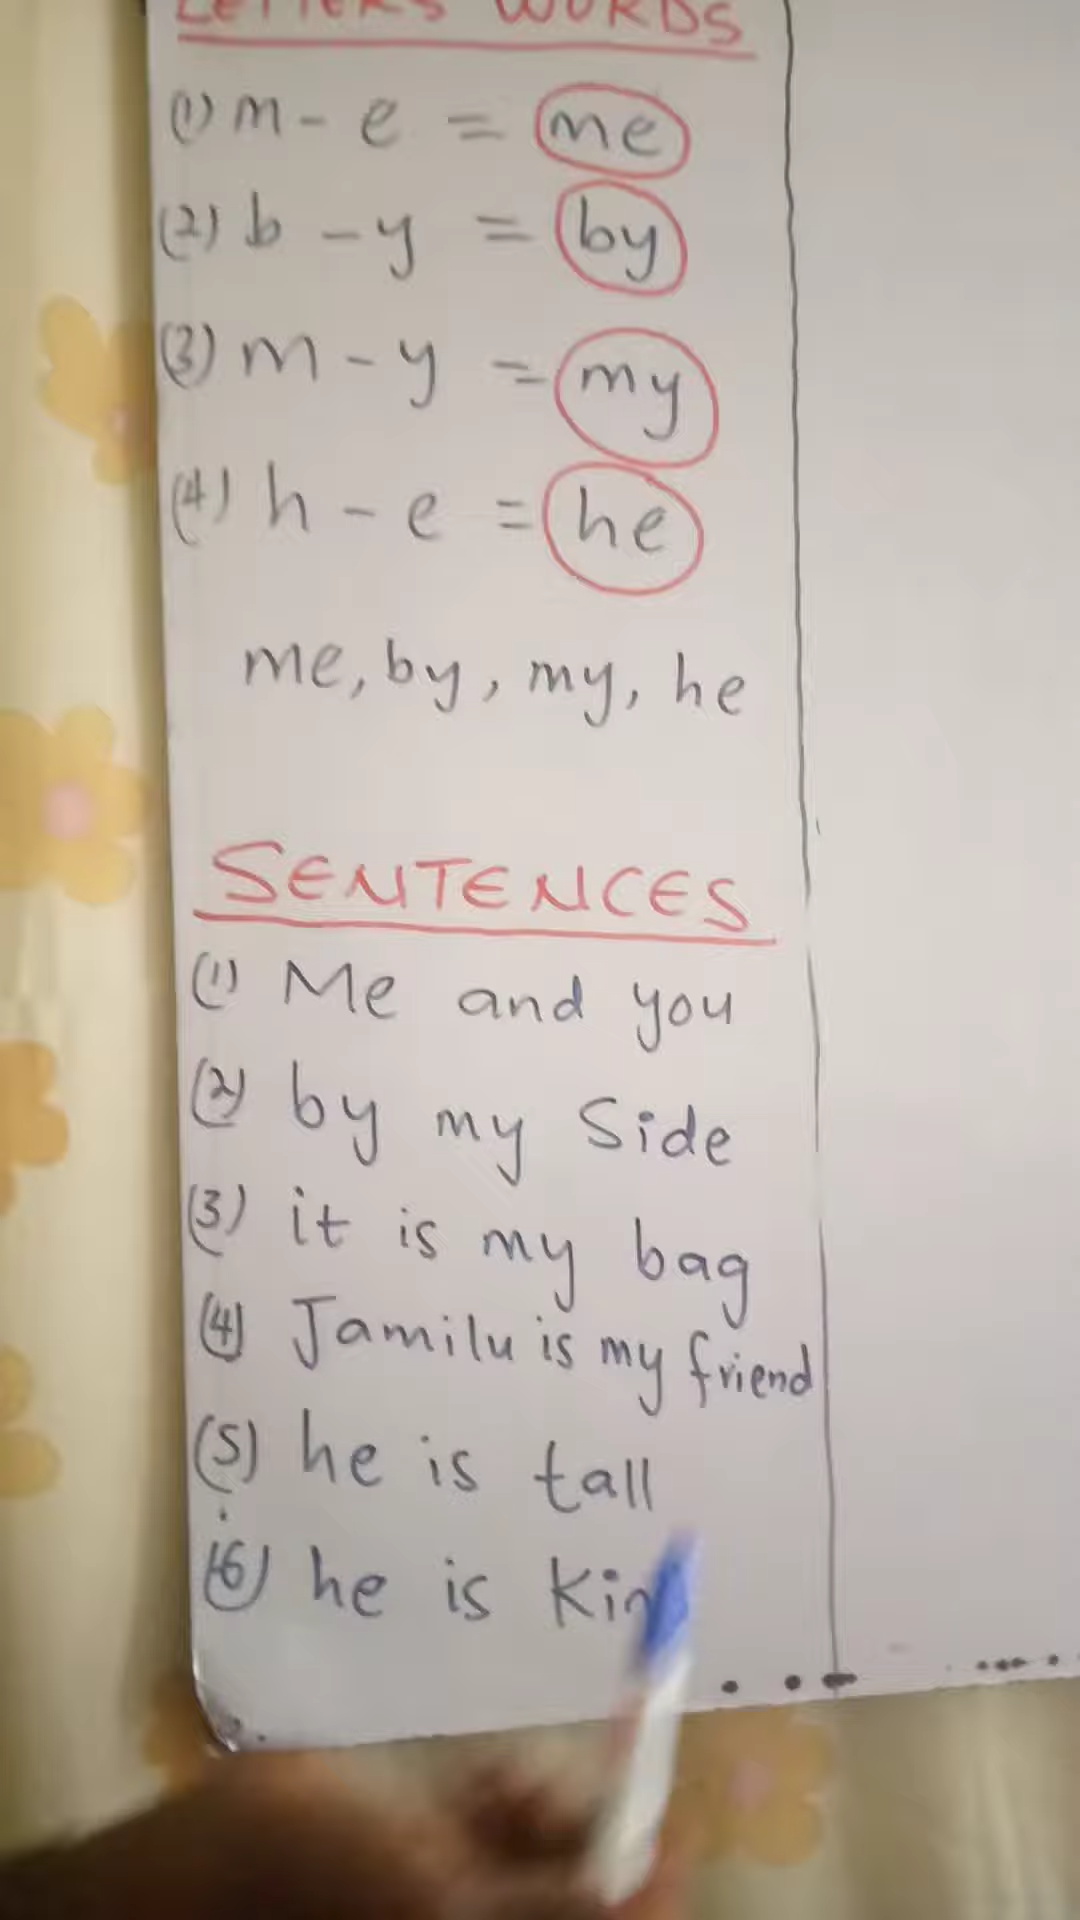 LETTERS WORDS
(1) m - e = me
(2) b - y = by
(3) m - y = my
(4) h - e = he
me, by, my, he
SENTENCES
(1) Me and you
(2) by my Side
(3) it is my bag
(4) Jamilu is my friend
(5) he is tall
(6) he is